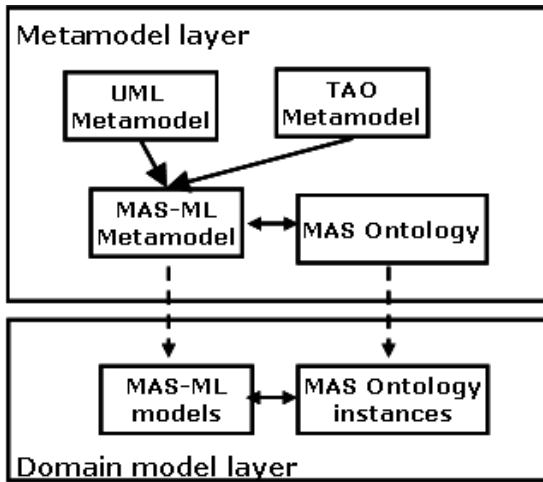 Metamodel layer
UML
Metamodel
TAO
Metamodel
MAS-ML
Metamodel
MAS Ontology
MAS-ML
models
MAS Ontology
instances
Domain model layer